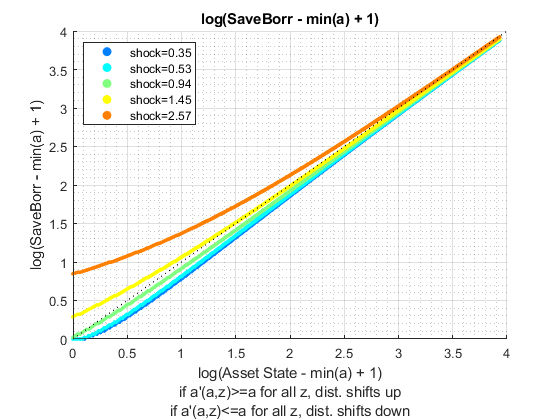 log(SaveBorr - min(a) + 1)
4
3.5
3
2.5
2
1.5
1
0.5
0
log(SaveBorr - min(a) + 1)
shock=0.35
shock=0.53
shock=0.94
shock=1.45
shock=2.57
0 0.5 1 1.5 2 2.5 3 3.5 4
log(Asset State - min(a) + 1)
if a'(a,z)>=a for all z, dist. shifts up
if a'(a,z)<=a for all z, dist. shifts down